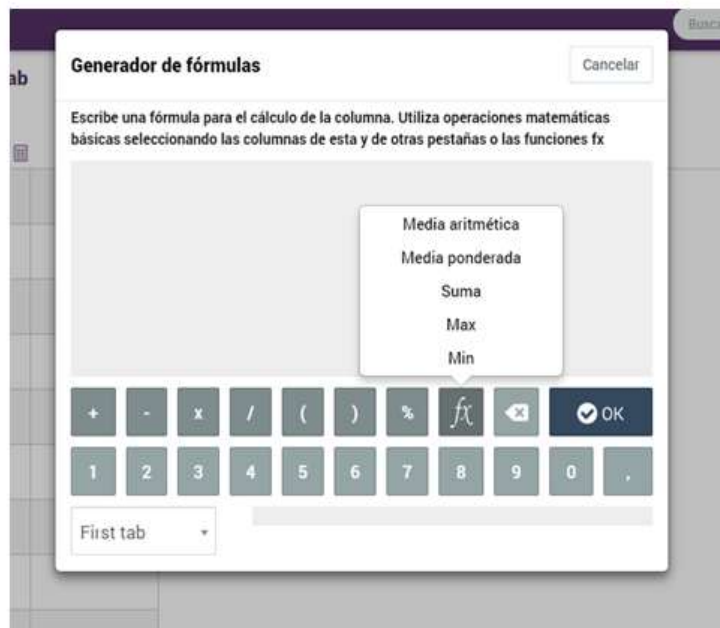 Busca
ab
Generador de fórmulas
Cancelar
Escribe una fórmula para el cálculo de la columna. Utiliza operaciones matemáticas
básicas seleccionando las columnas de esta y de otras pestañas o las funciones fx
Media aritmética
Media ponderada
Suma
Max
Min
+ - x / ( ) % fx OK
1 2 3 4 5 6 7 8 9 0 ,
First tab